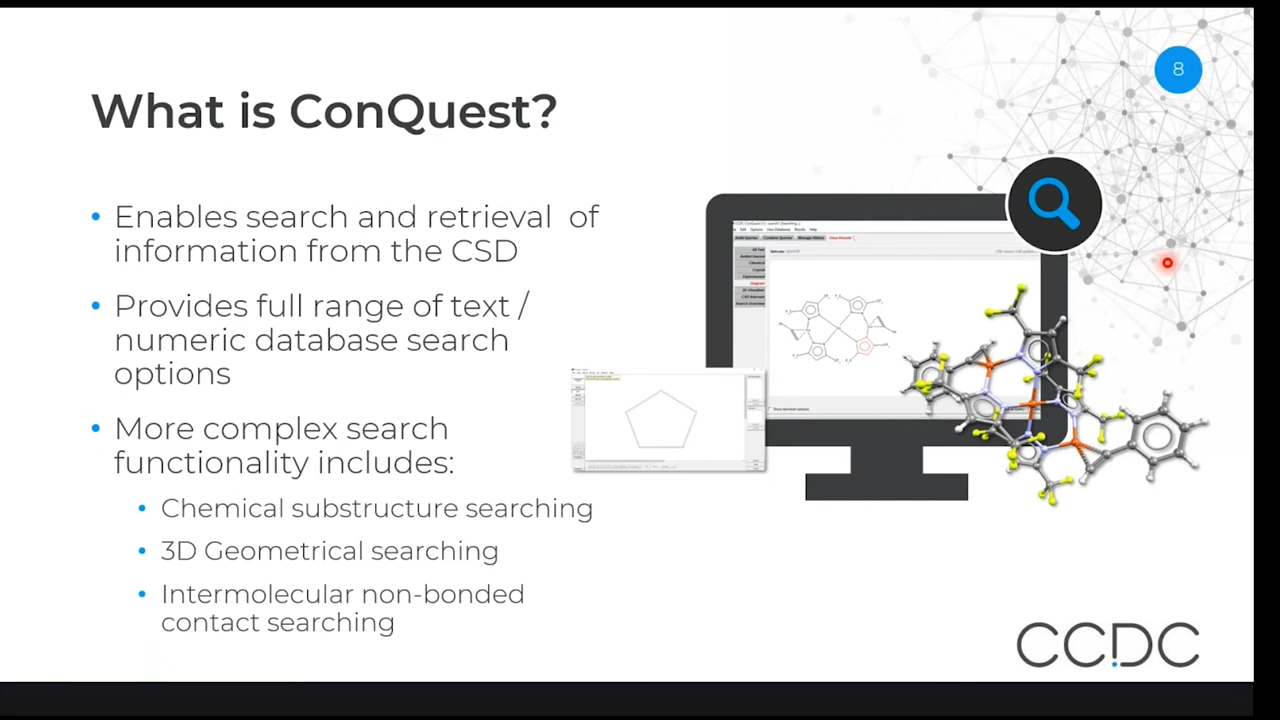 8
What is ConQuest?
• Enables search and retrieval  of
information from the CSD
• Provides full range of text /
numeric database search
options
• More complex search
functionality includes:
• Chemical substructure searching
• 3D Geometrical searching
• Intermolecular non-bonded
contact searching
CCDC